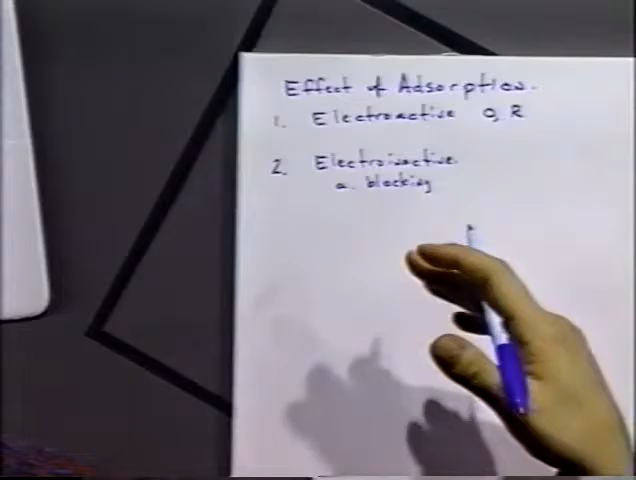 Effect of Adsorption.
1. Electroactive O, R
2. Electroinactive.
a. blocking